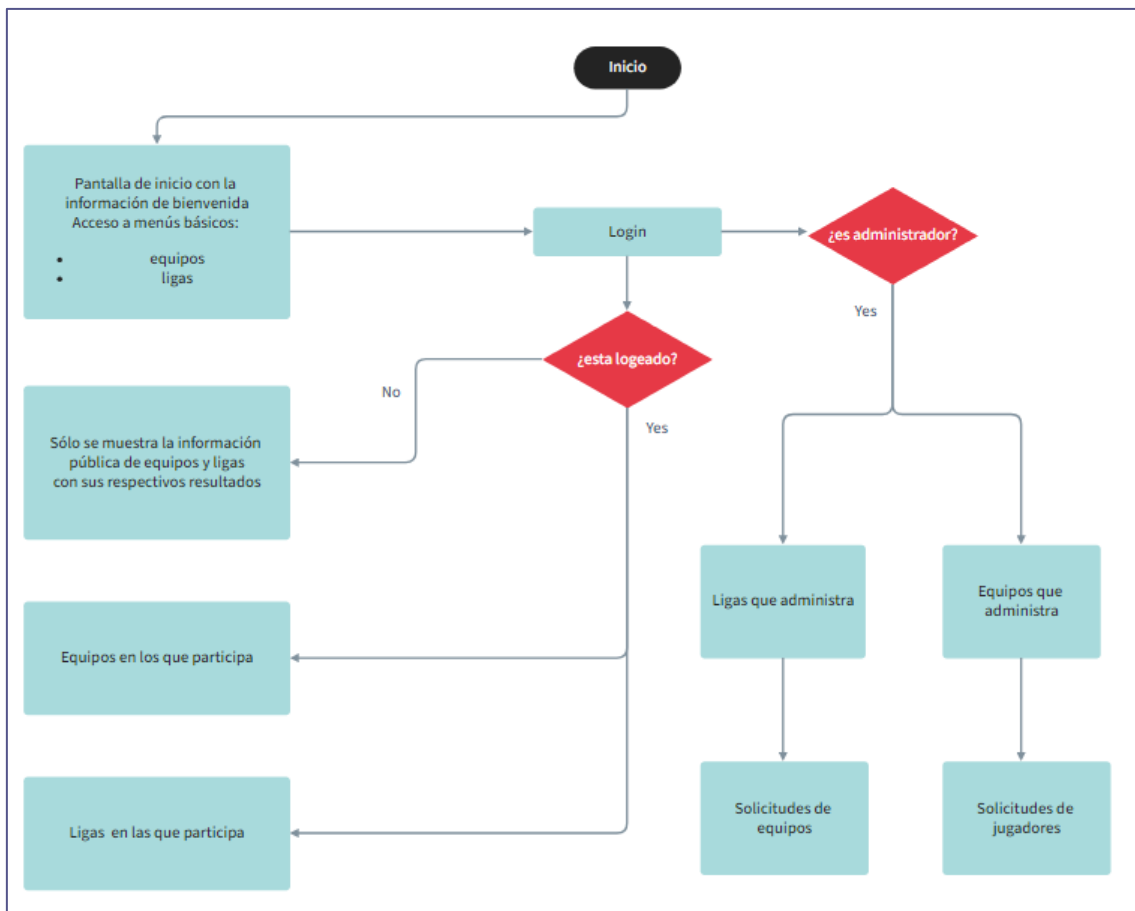 Inicio
Pantalla de inicio con la
información de bienvenida
Acceso a menús básicos:
• equipos
• ligas
Login
¿es administrador?
Yes
¿esta logeado?
No
Yes
Sólo se muestra la información
pública de equipos y ligas
con sus respectivos resultados
Ligas que administra
Equipos que
administra
Equipos en los que participa
Solicitudes de
equipos
Solicitudes de
jugadores
Ligas en las que participa